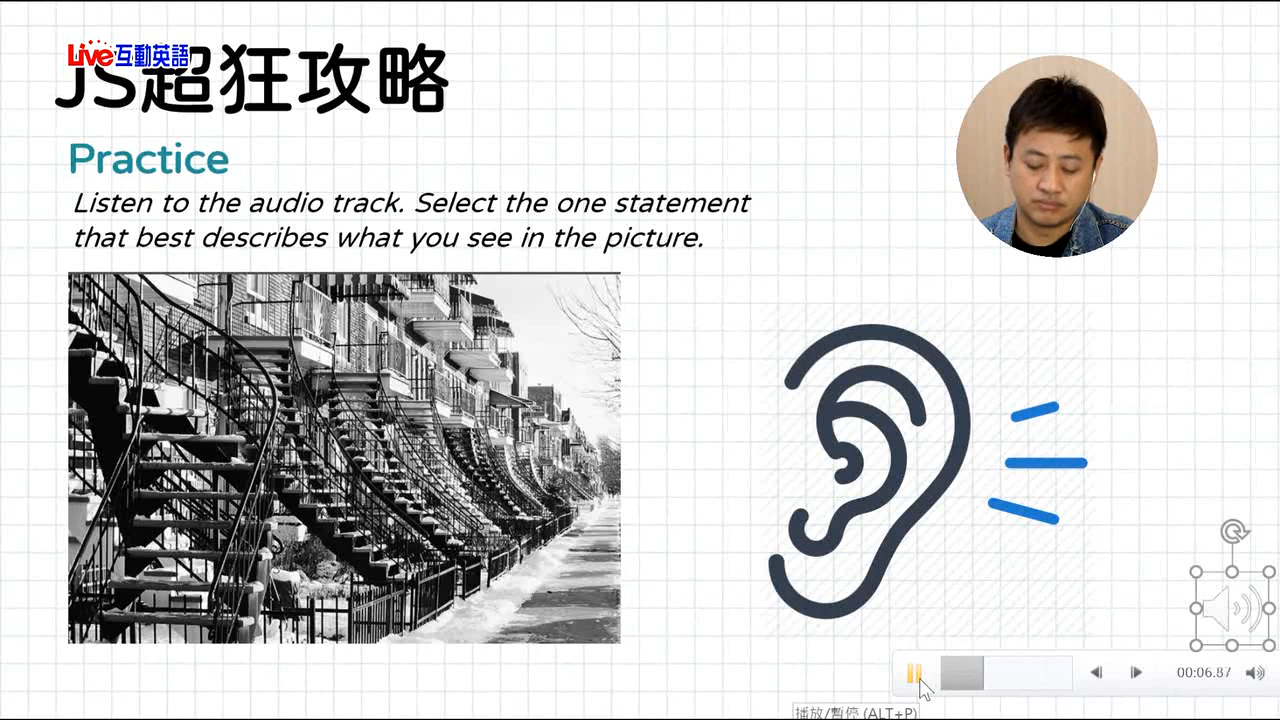 Live互動英語
JS超狂攻略
Practice
Listen to the audio track. Select the one statement
that best describes what you see in the picture.
00:06.87
播放/暫停 (ALT+P)